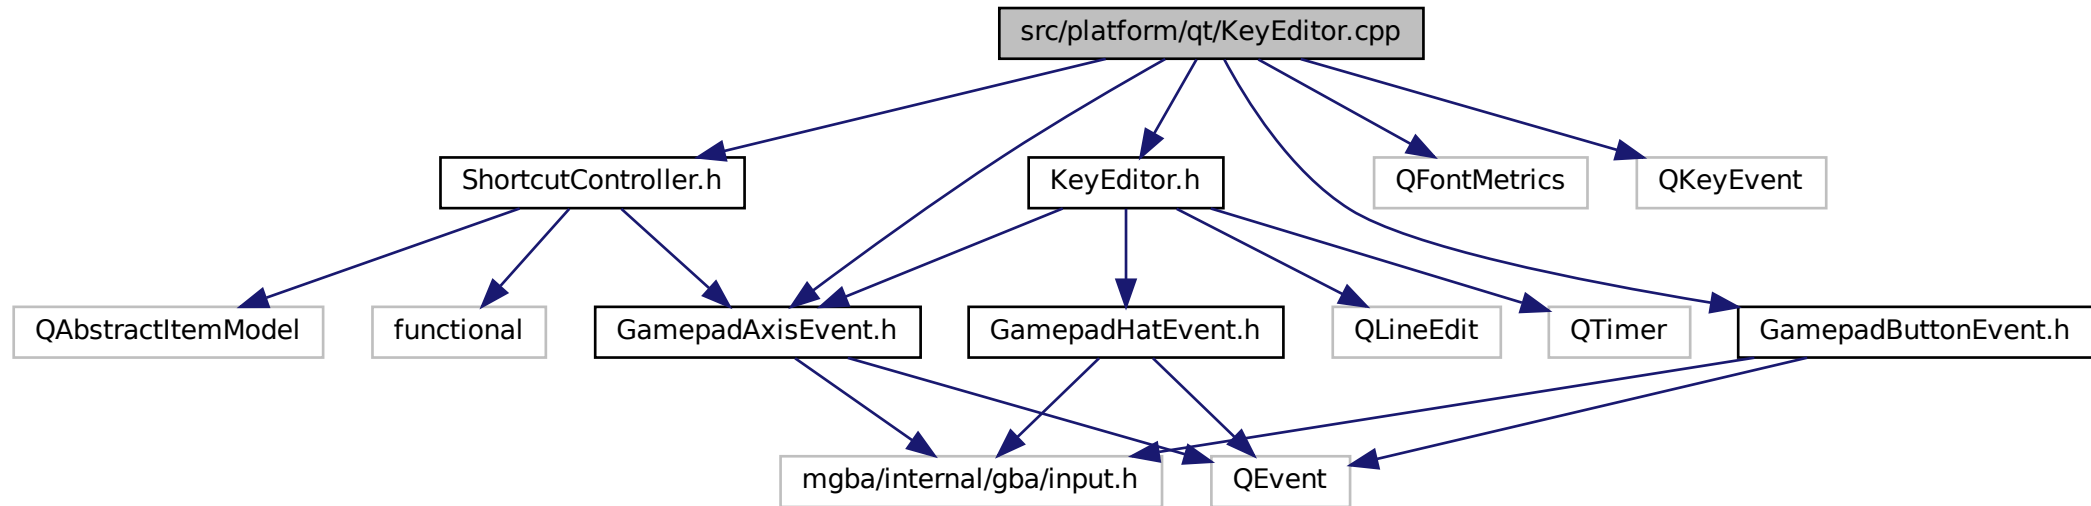 src/platform/qt/KeyEditor.cpp
ShortcutController.h
KeyEditor.h
QFontMetrics
QKeyEvent
QAbstractItemModel
functional
GamepadAxisEvent.h
GamepadHatEvent.h
QLineEdit
QTimer
GamepadButtonEvent.h
mgba/internal/gba/input.h
QEvent